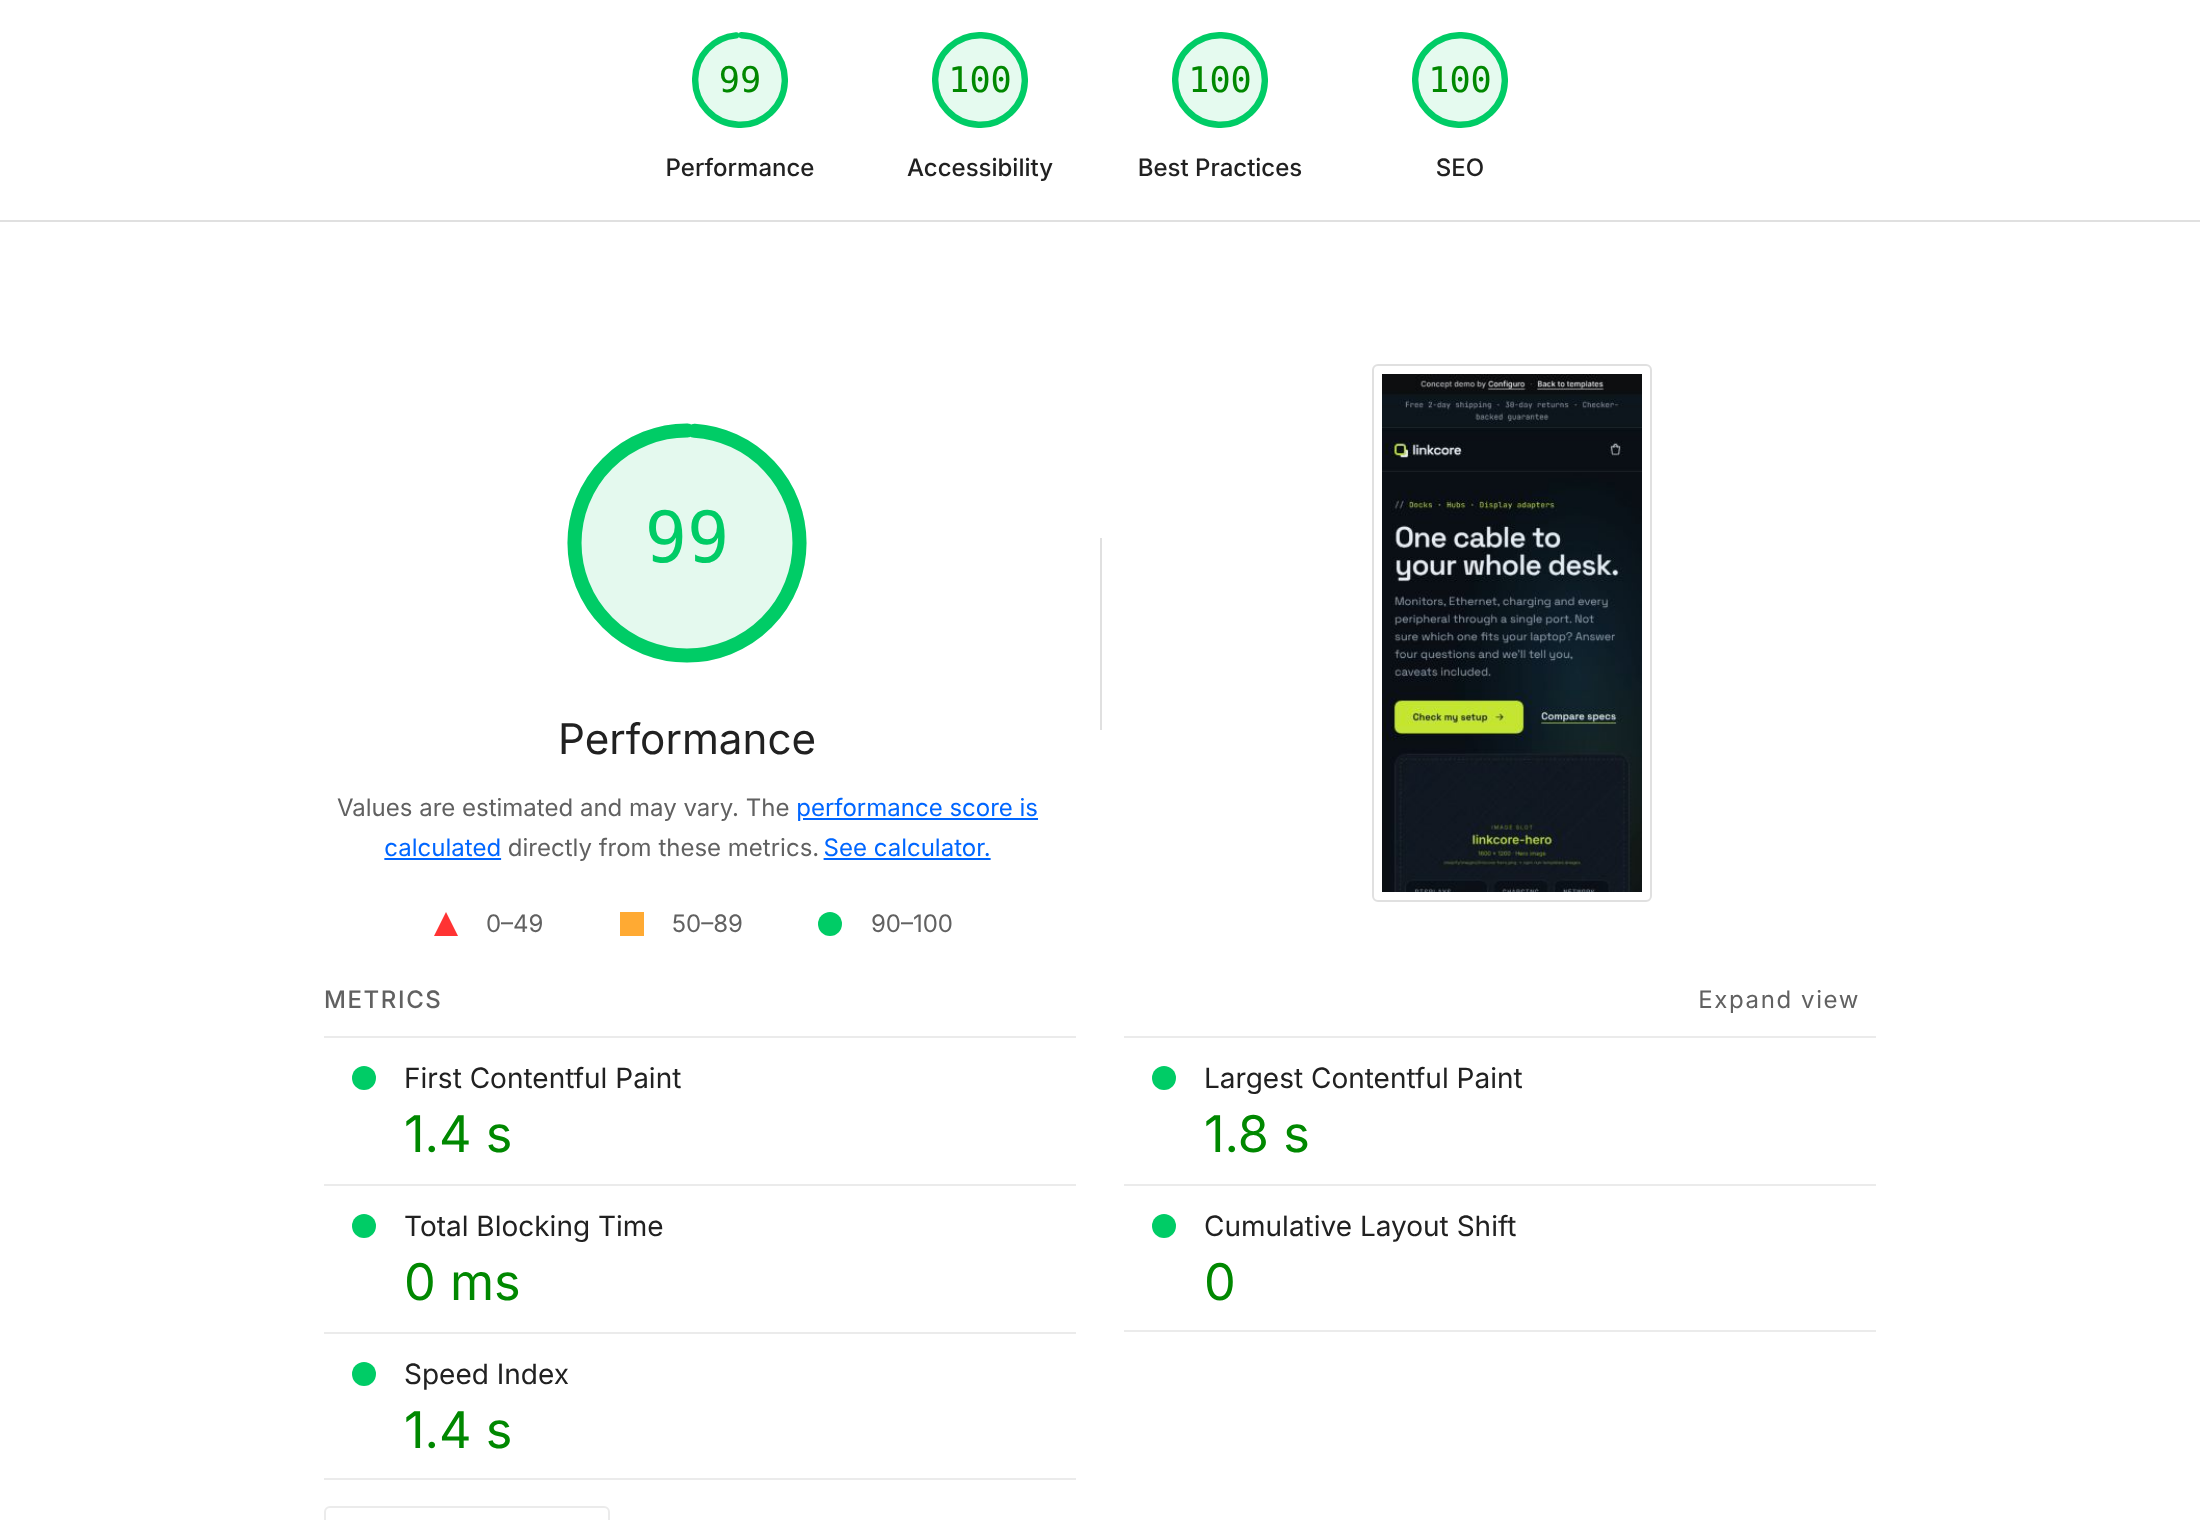 99
100
100
100
Performance
Accessibility
Best Practices
SEO
99
Performance
Values are estimated and may vary. The performance score is
calculated directly from these metrics. See calculator.
0–49
50–89
90–100
Concept demo by Configuro · Back to templates
Free 2-day shipping · 30-day returns · Checker-
backed guarantee
linkcore
// Docks · Hubs · Display adapters
One cable to
your whole desk.
Monitors, Ethernet, charging and every
peripheral through a single port. Not
sure which one fits your laptop? Answer
four questions and we'll tell you,
caveats included.
Check my setup →
Compare specs
IMAGE SLOT
linkcore-hero
1600 × 1200 · Hero image
METRICS
Expand view
First Contentful Paint
1.4 s
Largest Contentful Paint
1.8 s
Total Blocking Time
0 ms
Cumulative Layout Shift
0
Speed Index
1.4 s